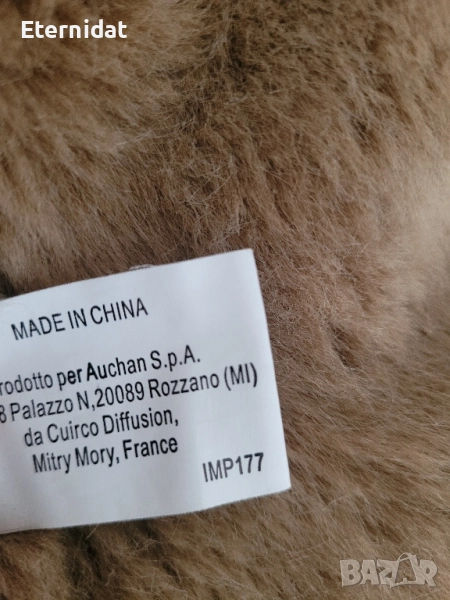 Eternidat
MADE IN CHINA
rodotto per Auchan S.p.A.
8 Palazzo N,20089 Rozzano (MI)
da Cuirco Diffusion,
Mitry Mory, France
IMP177
BAZAR